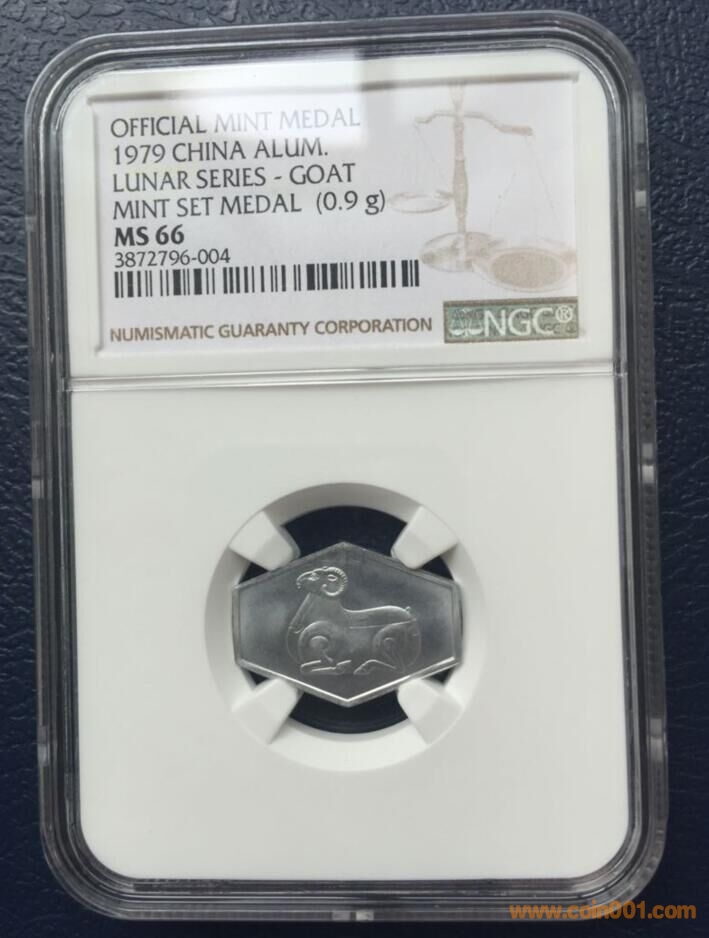 OFFICIAL MINT MEDAL
1979 CHINA ALUM.
LUNAR SERIES - GOAT
MINT SET MEDAL (0.9 g)
MS 66
3872796-004
NUMISMATIC GUARANTY CORPORATION
NGC®
www.coin001.com